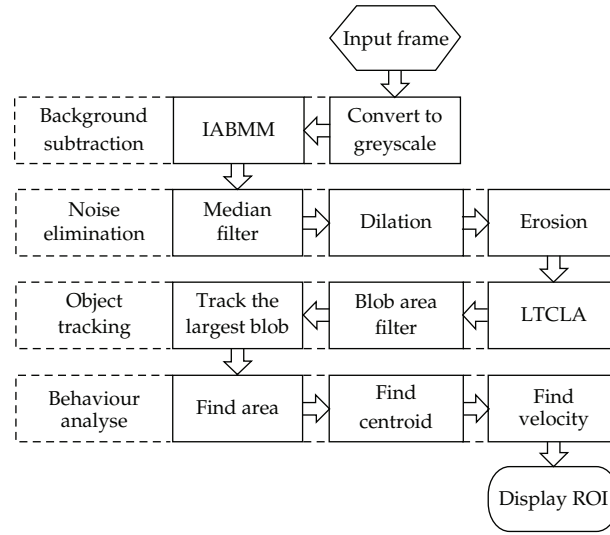 Input frame
Background
subtraction
IABMM
Convert to
greyscale
Noise
elimination
Median
filter
Dilation
Erosion
Object
tracking
Track the
largest blob
Blob area
filter
LTCLA
Behaviour
analyse
Find area
Find
centroid
Find
velocity
Display ROI